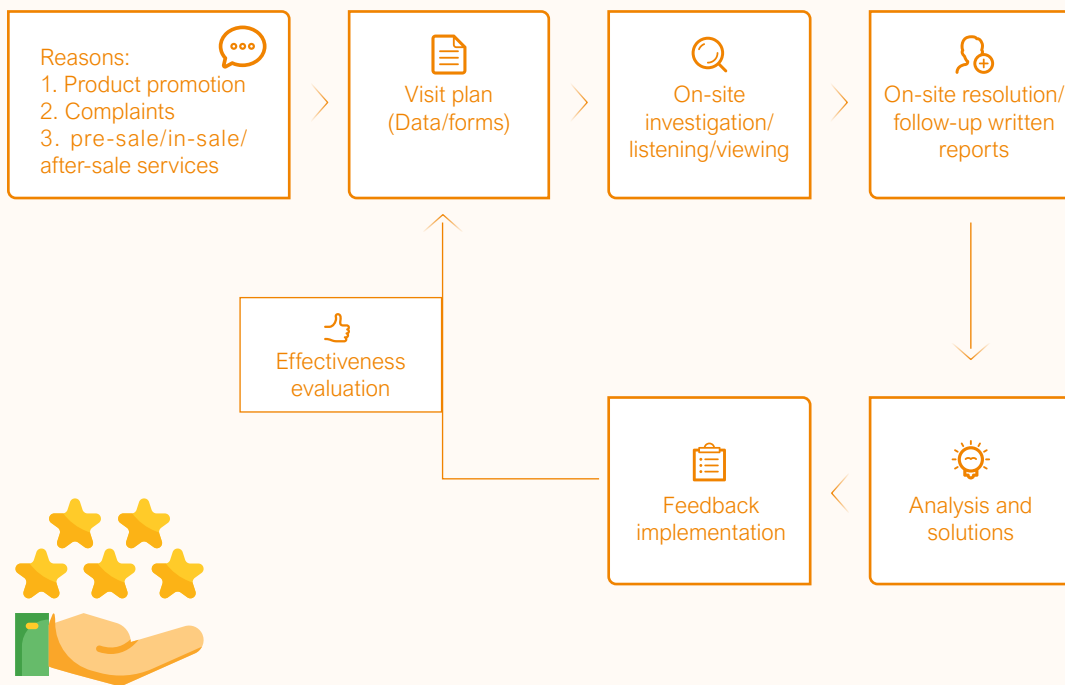 Reasons:
1. Product promotion
2. Complaints
3. pre-sale/in-sale/
after-sale services
Visit plan
(Data/forms)
On-site
investigation/
listening/viewing
On-site resolution/
follow-up written
reports
Effectiveness
evaluation
Feedback
implementation
Analysis and
solutions